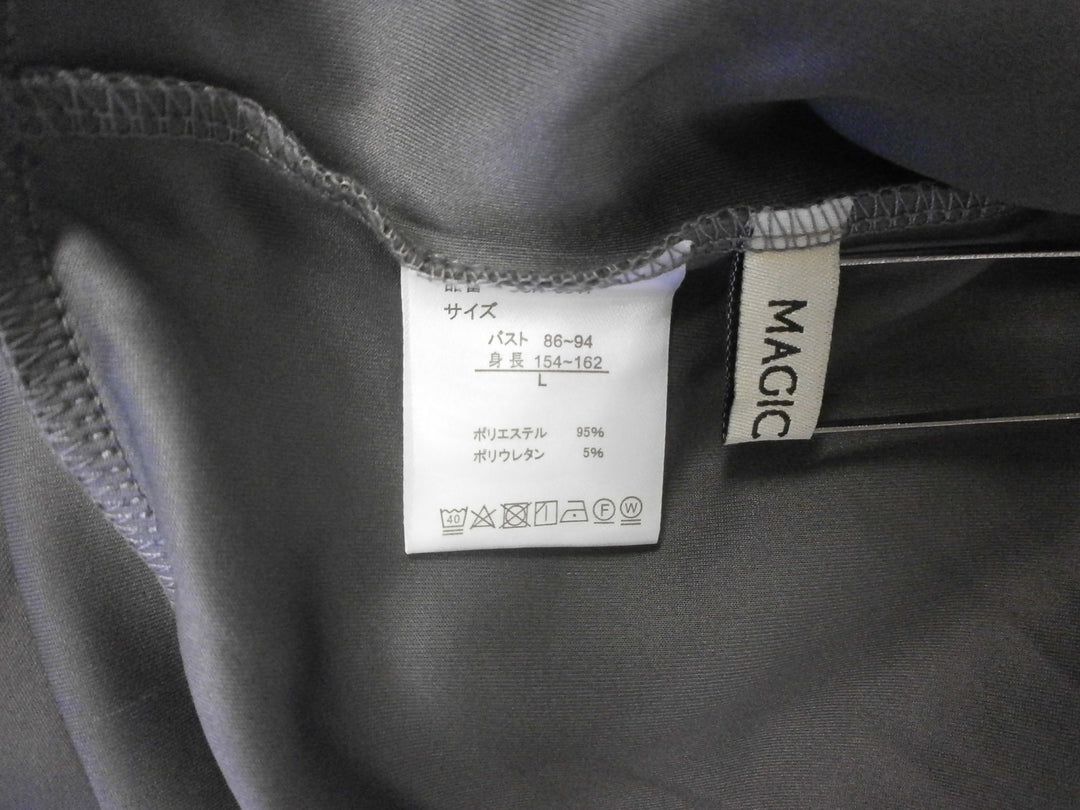 サイズ
バスト 86~94
身長 154~162
L
ポリエステル 95%
ポリウレタン 5%
40
F
W
MAGIC